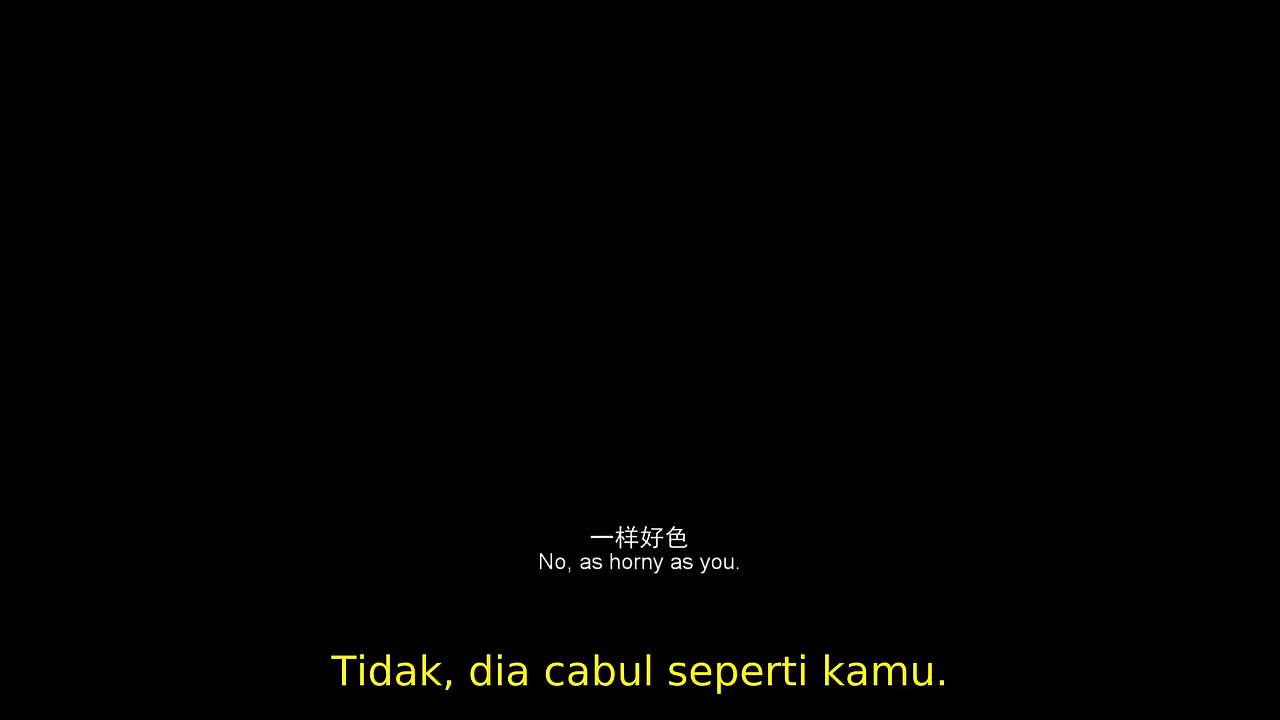 一样好色
No, as horny as you.
Tidak, dia cabul seperti kamu.